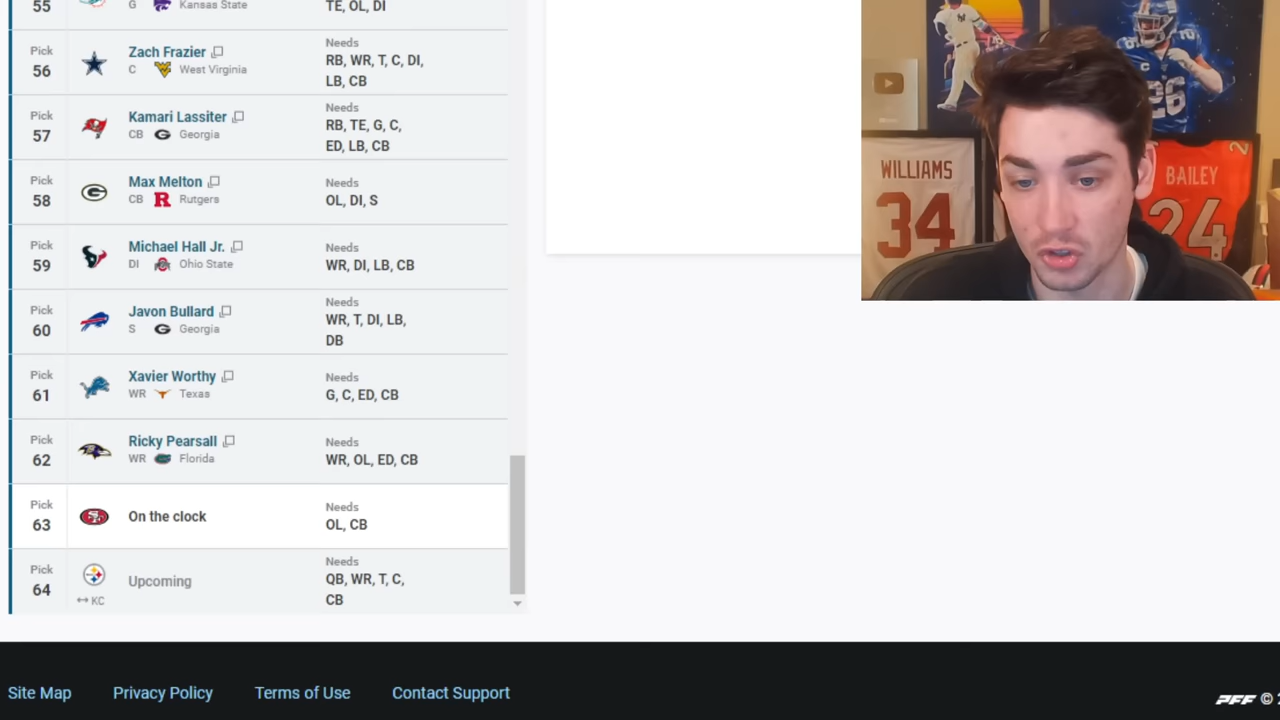 55
G Kansas State
TE, OL, DI
Pick
56
Zach Frazier
C West Virginia
Needs
RB, WR, T, C, DI,
LB, CB
Pick
57
Kamari Lassiter
CB G Georgia
Needs
RB, TE, G, C,
ED, LB, CB
Pick
58
G
Max Melton
CB R Rutgers
Needs
OL, DI, S
Pick
59
Michael Hall Jr.
DI Ohio State
Needs
WR, DI, LB, CB
Pick
60
Javon Bullard
S G Georgia
Needs
WR, T, DI, LB,
DB
Pick
61
Xavier Worthy
WR Texas
Needs
G, C, ED, CB
Pick
62
Ricky Pearsall
WR Florida
Needs
WR, OL, ED, CB
Pick
63
SF
On the clock
Needs
OL, CB
Pick
64
↔ KC
Upcoming
Needs
QB, WR, T, C,
CB
WILLIAMS
34
26
C
BAILEY
24
2
Site Map Privacy Policy Terms of Use Contact Support
PFF ©